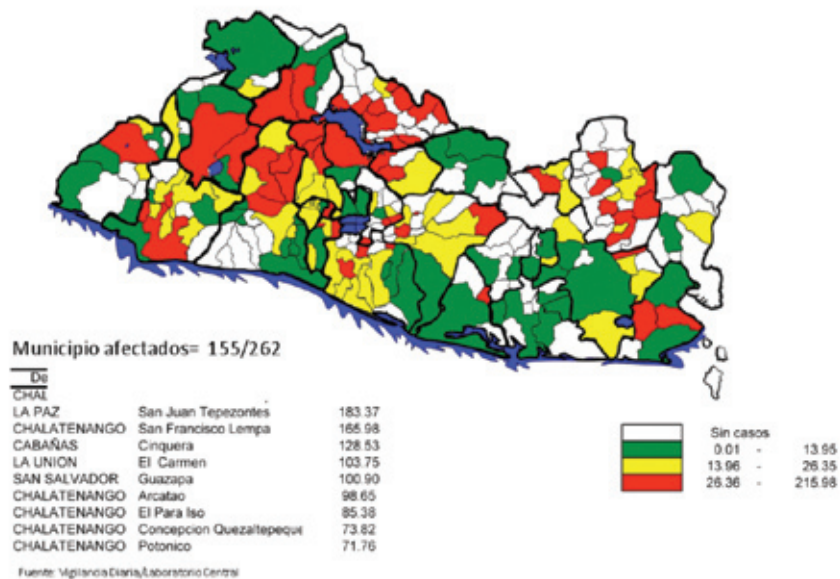 Municipio afectados= 155/262
De
CHAL
LA PAZ San Juan Tepezontes 183.37
CHALATENANGO San Francisco Lempa 165.98
CABAÑAS Cinquera 128.53
LA UNION El Carmen 103.75
SAN SALVADOR Guazapa 100.90
CHALATENANGO Arcatao 98.65
CHALATENANGO El Para Iso 85.38
CHALATENANGO Concepcion Quezaltepeque 73.82
CHALATENANGO Potonico 71.76
Sin casos
0.01 - 13.95
13.96 - 26.35
26.36 - 215.98
Fuente: Vigilancia Diaria/Laboratorio Central